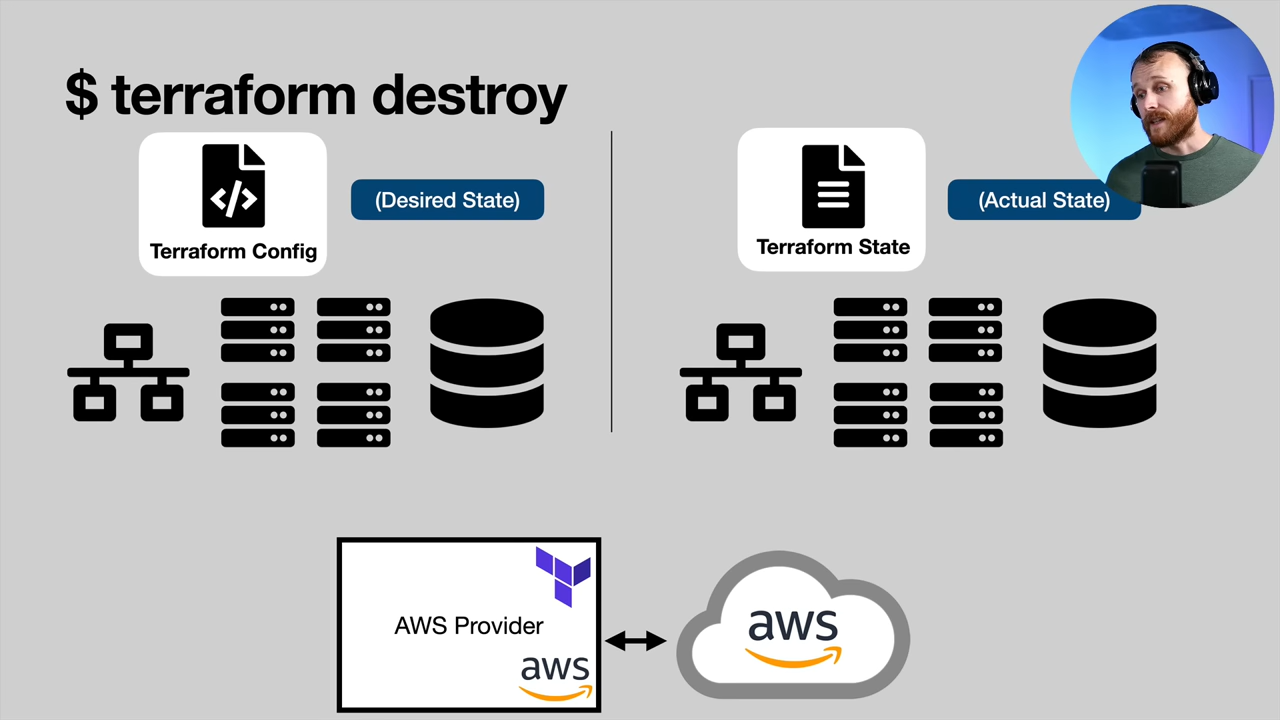 $ terraform destroy
Terraform Config
(Desired State)
Terraform State
(Actual State)
AWS Provider
aws
aws